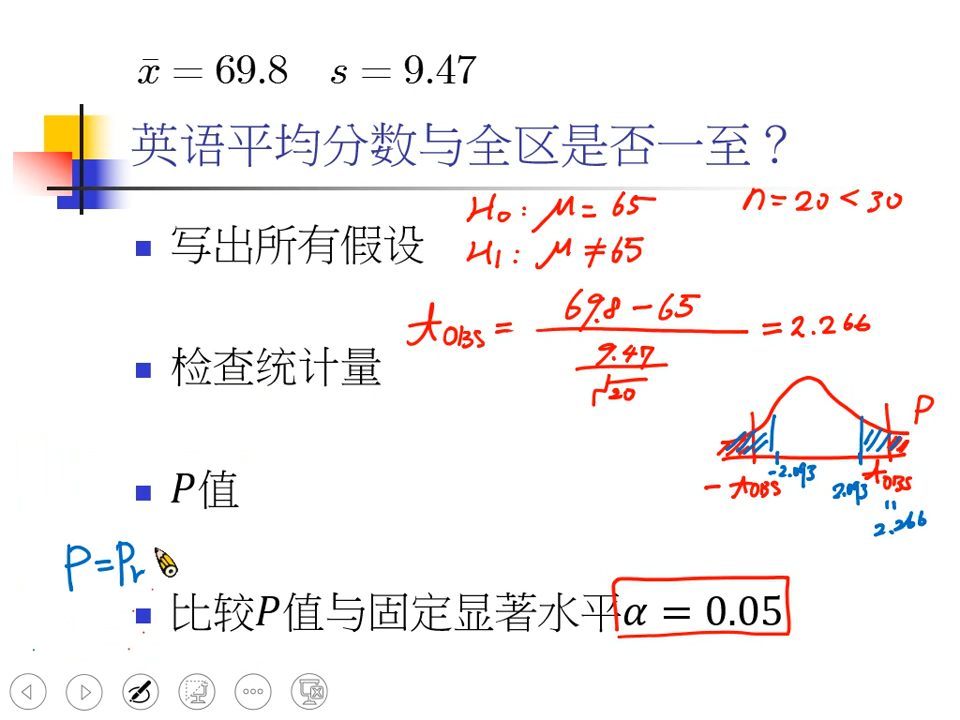 x̄ = 69.8 s = 9.47
英语平均分数与全区是否一至？
H₀: μ = 65 n = 20 < 30
写出所有假设 H₁: μ ≠ 65
t_OBS = (69.8 − 65) / (9.47 / √20) = 2.266
检查统计量
P
-2.093
2.093
−t_OBS
t_OBS
"
2.266
P值
P = Pr
比较P值与固定显著水平α = 0.05